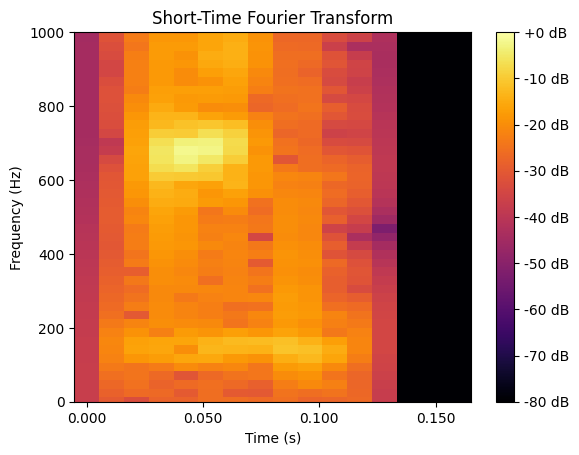 Short-Time Fourier Transform
Frequency (Hz)
1000
800
600
400
200
0
0.000
0.050
0.100
0.150
Time (s)
+0 dB
-10 dB
-20 dB
-30 dB
-40 dB
-50 dB
-60 dB
-70 dB
-80 dB